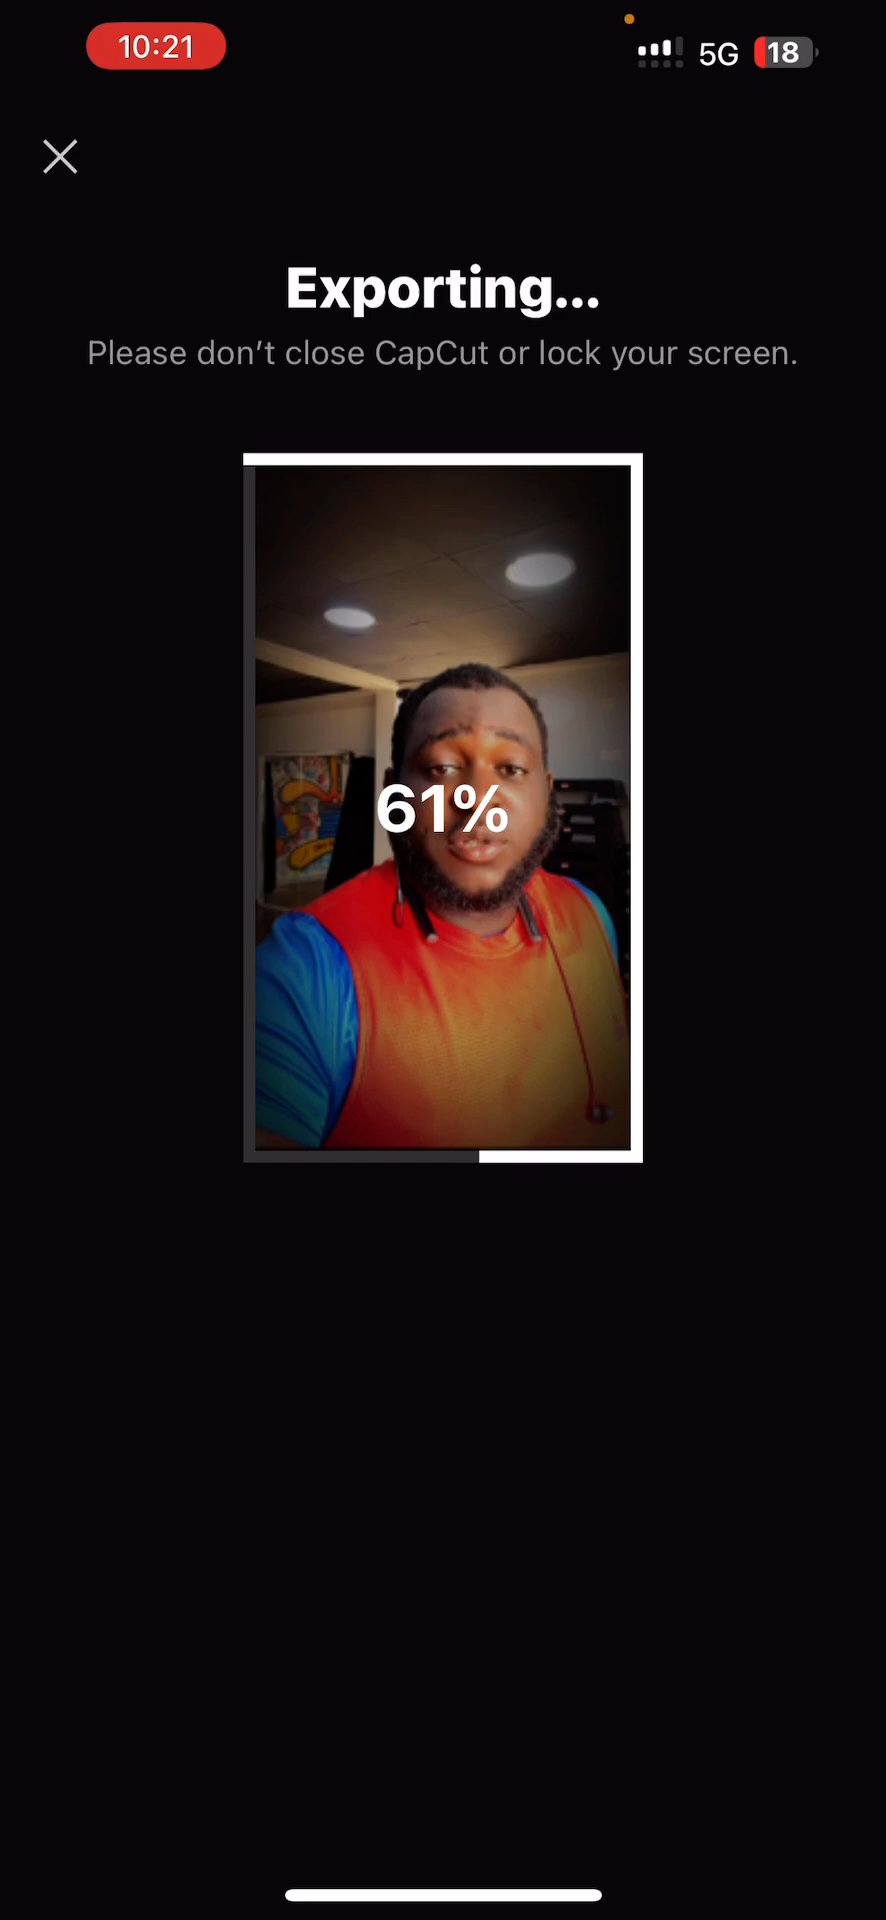 10:21
5G
18
Exporting...
Please don’t close CapCut or lock your screen.
61%